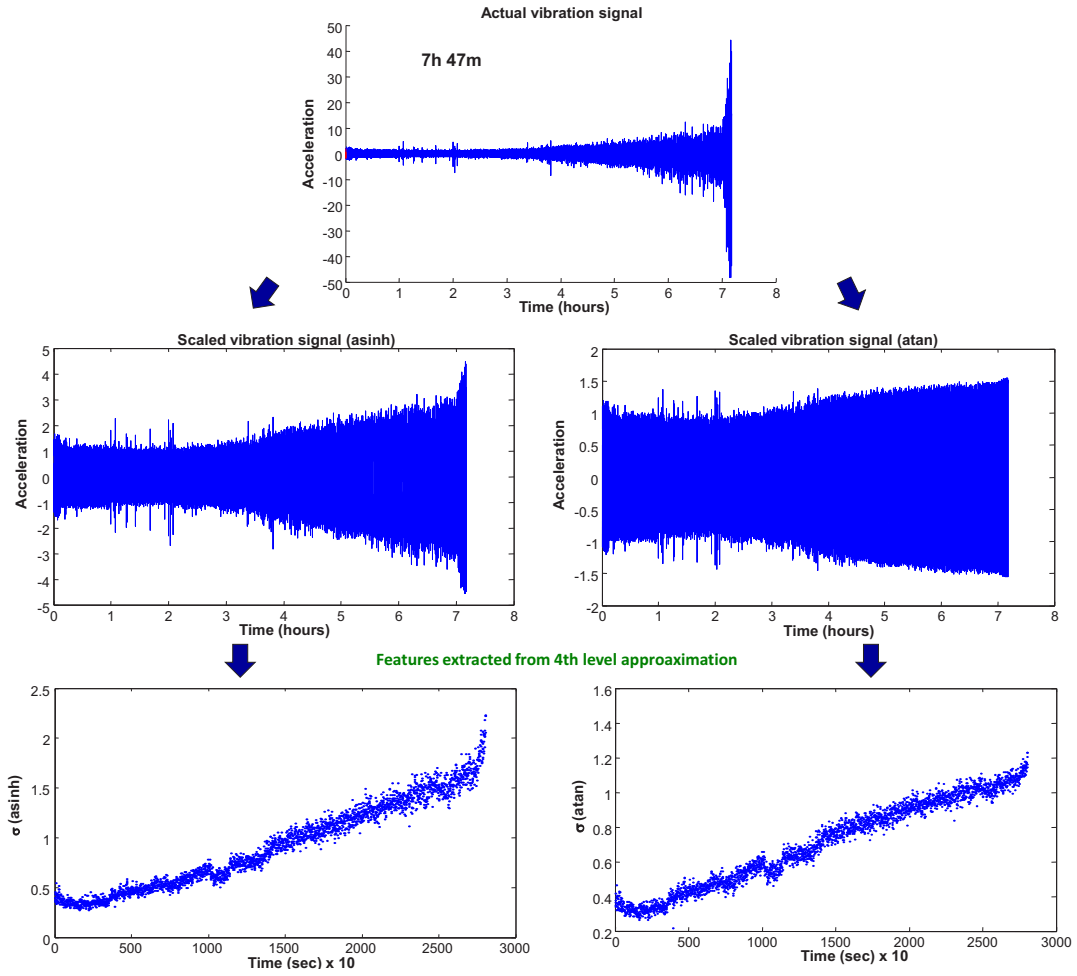 Actual vibration signal
7h 47m
50
40
30
20
10
0
-10
-20
-30
-40
-50
Acceleration
0 1 2 3 4 5 6 7 8
Time (hours)
Scaled vibration signal (asinh)
5
4
3
2
1
0
-1
-2
-3
-4
-5
Acceleration
0 1 2 3 4 5 6 7 8
Time (hours)
Scaled vibration signal (atan)
2
1.5
1
0.5
0
-0.5
-1
-1.5
-2
Acceleration
0 1 2 3 4 5 6 7 8
Time (hours)
Features extracted from 4th level approaximation
2.5
2
1.5
1
0.5
0
σ (asinh)
0 500 1000 1500 2000 2500 3000
Time (sec) x 10
1.6
1.4
1.2
1
0.8
0.6
0.4
0.2
σ (atan)
0 500 1000 1500 2000 2500 3000
Time (sec) x 10